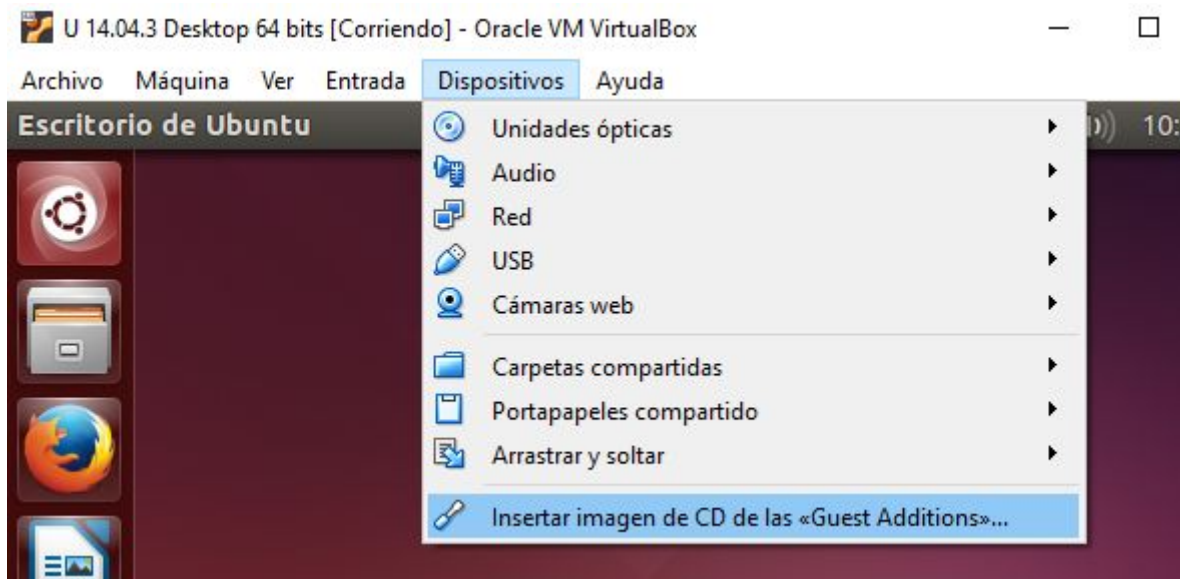 U 14.04.3 Desktop 64 bits [Corriendo] - Oracle VM VirtualBox
Archivo Máquina Ver Entrada Dispositivos Ayuda
Escritorio de Ubuntu 10:
Unidades ópticas
Audio
Red
USB
Cámaras web
Carpetas compartidas
Portapapeles compartido
Arrastrar y soltar
Insertar imagen de CD de las «Guest Additions»...